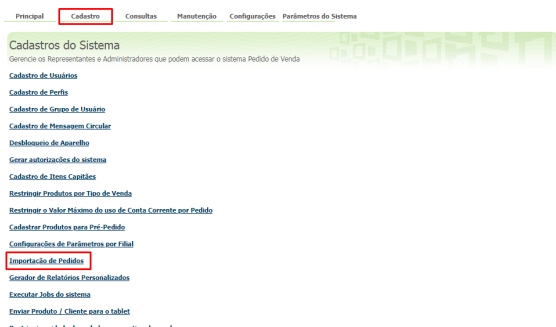 Principal Cadastro Consultas Manutenção Configurações Parâmetros do Sistema
Cadastros do Sistema
Gerencie os Representantes e Administradores que podem acessar o sistema Pedido de Venda
Cadastro de Usuários
Cadastro de Perfis
Cadastro de Grupo de Usuário
Cadastro de Mensagem Circular
Desbloqueio de Aparelho
Gerar autorizações do sistema
Cadastro de Itens Capitães
Restringir Produtos por Tipo de Venda
Restringir o Valor Máximo do uso de Conta Corrente por Pedido
Cadastrar Produtos para Pré-Pedido
Configurações de Parâmetros por Filial
Importação de Pedidos
Gerador de Relatórios Personalizados
Executar Jobs do sistema
Enviar Produto / Cliente para o tablet